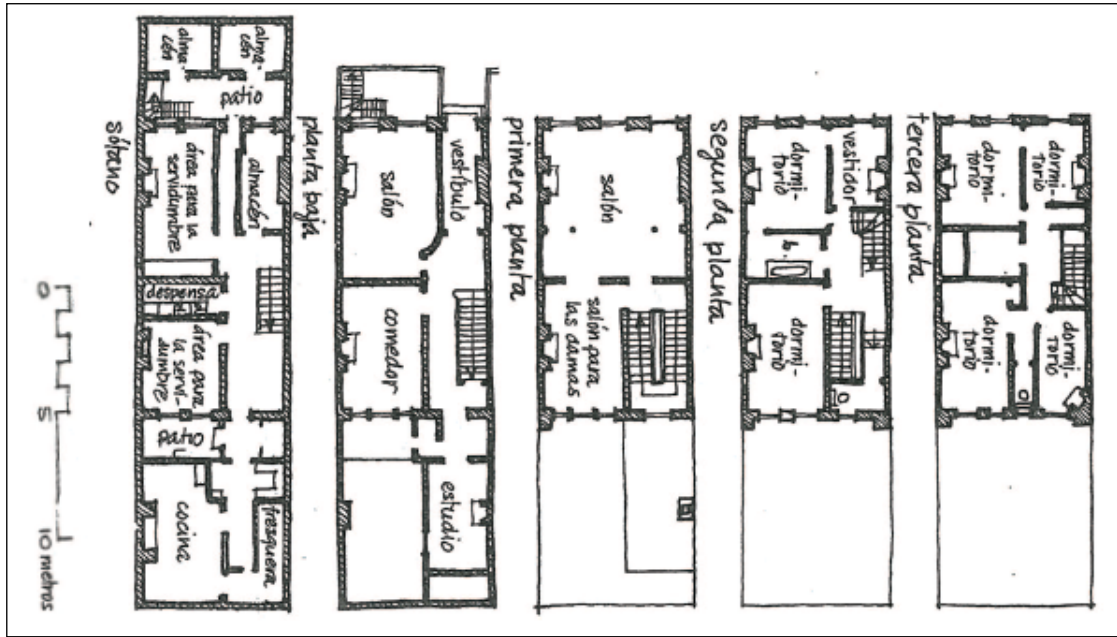 sótano
alma-
cén
alma-
cén
patio
área para la
servidumbre
almacén
despensa
área para
la servi-
dumbre
patio
cocina
fresquera
planta baja
salón
vestíbulo
comedor
estudio
primera planta
salón
salón para
las damas
segunda planta
dormi-
torio
vestidor
b.
dormi-
torio
tercera planta
dormi-
torio
dormi-
torio
dormi-
torio
dormi-
torio
0
5
10 metros